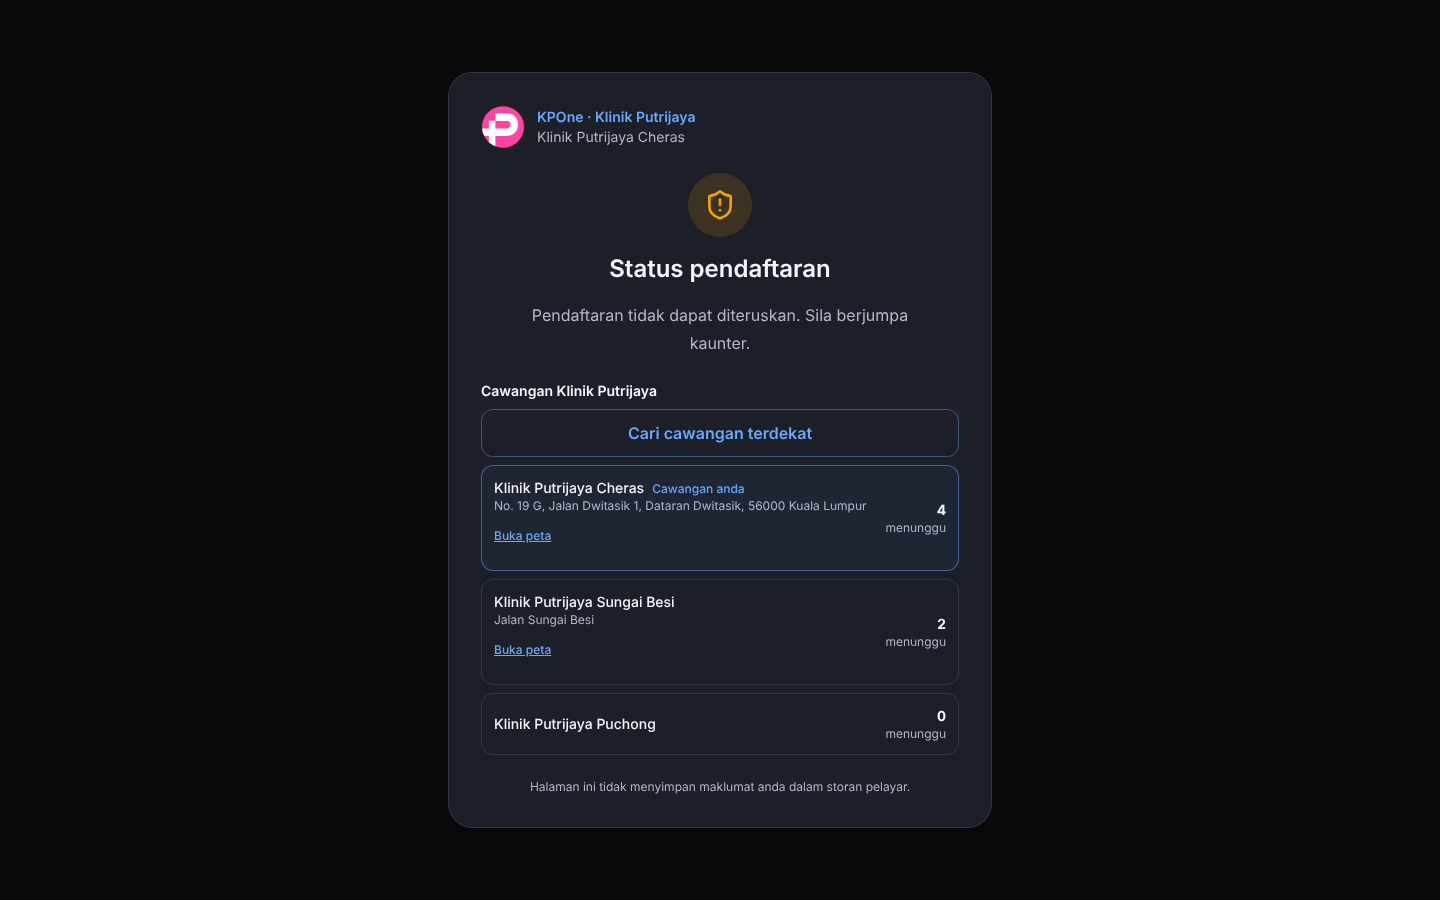 KPOne · Klinik Putrijaya
Klinik Putrijaya Cheras
Status pendaftaran
Pendaftaran tidak dapat diteruskan. Sila berjumpa
kaunter.
Cawangan Klinik Putrijaya
Cari cawangan terdekat
Klinik Putrijaya Cheras Cawangan anda
No. 19 G, Jalan Dwitasik 1, Dataran Dwitasik, 56000 Kuala Lumpur
Buka peta
4
menunggu
Klinik Putrijaya Sungai Besi
Jalan Sungai Besi
Buka peta
2
menunggu
Klinik Putrijaya Puchong
0
menunggu
Halaman ini tidak menyimpan maklumat anda dalam storan pelayar.